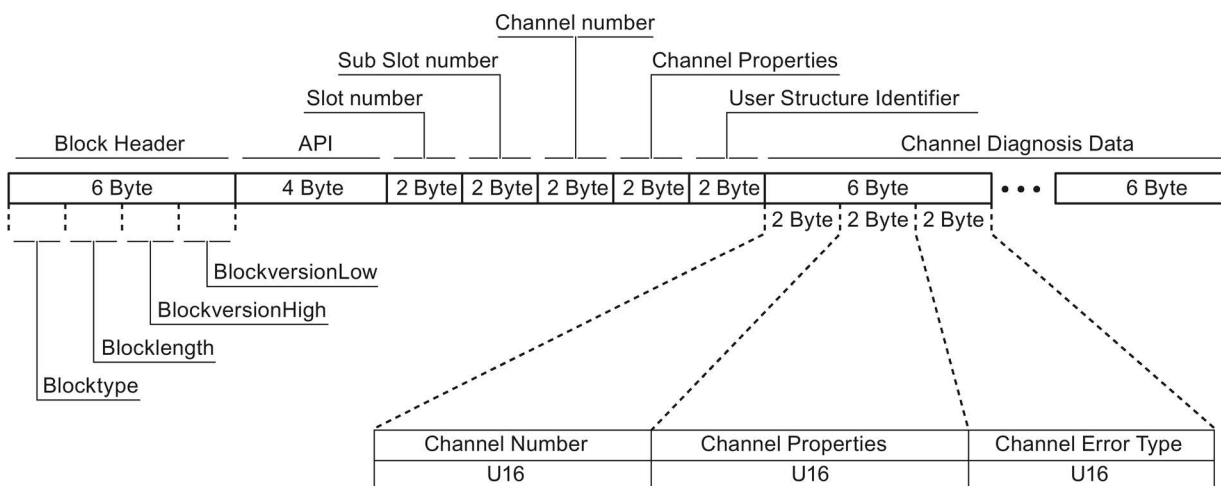 Channel number
Sub Slot number
Channel Properties
Slot number
User Structure Identifier
Block Header
API
Channel Diagnosis Data
6 Byte
4 Byte
2 Byte
2 Byte
2 Byte
2 Byte
2 Byte
6 Byte
6 Byte
2 Byte
2 Byte
2 Byte
BlockversionLow
BlockversionHigh
Blocklength
Blocktype
Channel Number
Channel Properties
Channel Error Type
U16
U16
U16